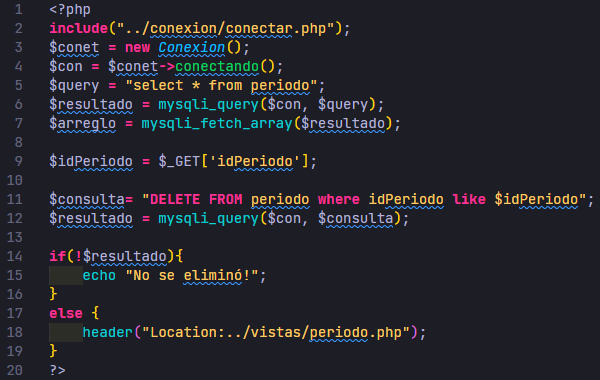 1 <?php
2 include("../conexion/conectar.php");
3 $conet = new Conexion();
4 $con = $conet->conectando();
5 $query = "select * from periodo";
6 $resultado = mysqli_query($con, $query);
7 $arreglo = mysqli_fetch_array($resultado);
8
9 $idPeriodo = $_GET['idPeriodo'];
10
11 $consulta= "DELETE FROM periodo where idPeriodo like $idPeriodo";
12 $resultado = mysqli_query($con, $consulta);
13
14 if(!$resultado){
15     echo "No se eliminó!";
16 }
17 else {
18     header("Location:../vistas/periodo.php");
19 }
20 ?>